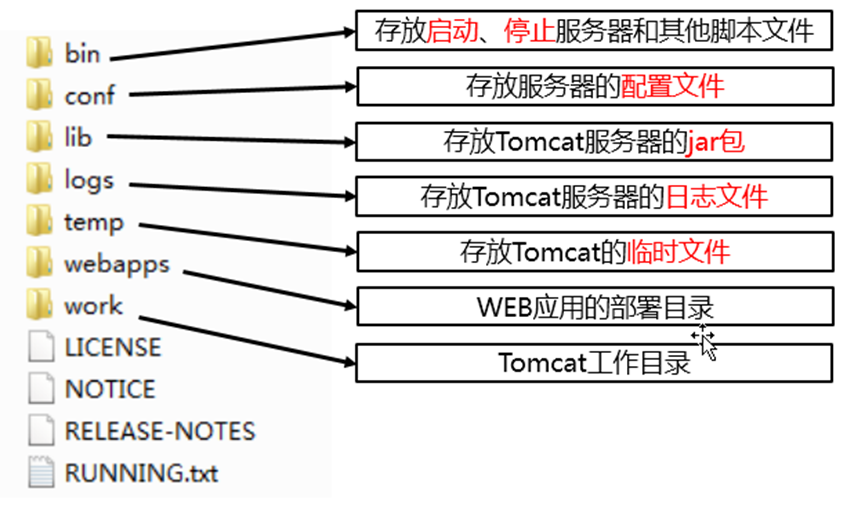 bin
存放启动、停止服务器和其他脚本文件
conf
存放服务器的配置文件
lib
存放Tomcat服务器的jar包
logs
存放Tomcat服务器的日志文件
temp
存放Tomcat的临时文件
webapps
WEB应用的部署目录
work
Tomcat工作目录
LICENSE
NOTICE
RELEASE-NOTES
RUNNING.txt